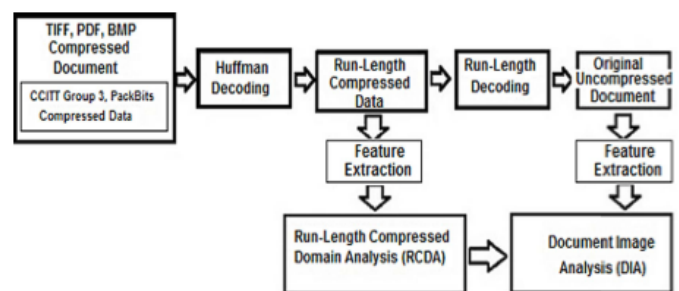 TIFF, PDF, BMP
Compressed
Document
CCITT Group 3, PackBits
Compressed Data
Huffman
Decoding
Run-Length
Compressed
Data
Run-Length
Decoding
Original
Uncompressed
Document
Feature
Extraction
Feature
Extraction
Run-Length Compressed
Domain Analysis (RCDA)
Document Image
Analysis (DIA)